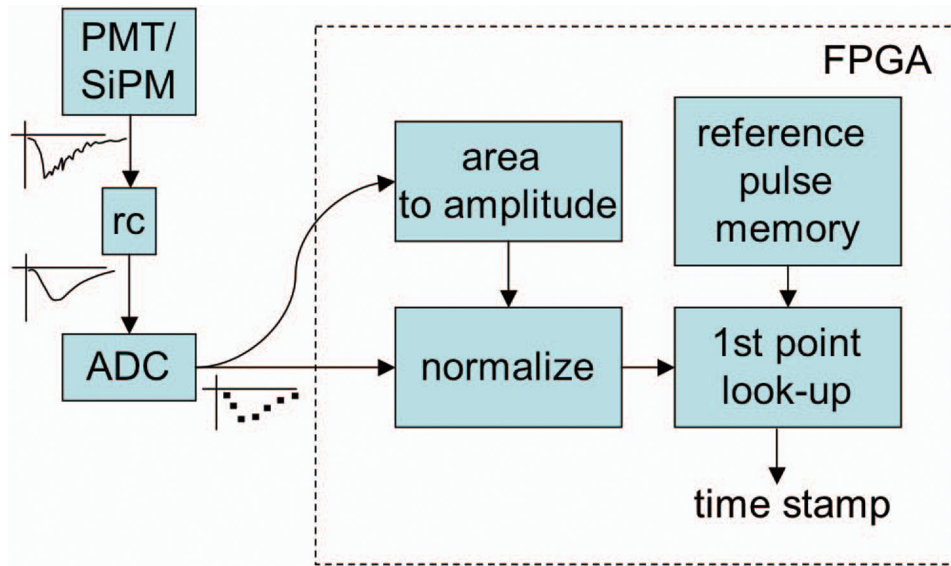 PMT/
SiPM
rc
ADC
FPGA
area
to amplitude
normalize
reference
pulse
memory
1st point
look-up
time stamp